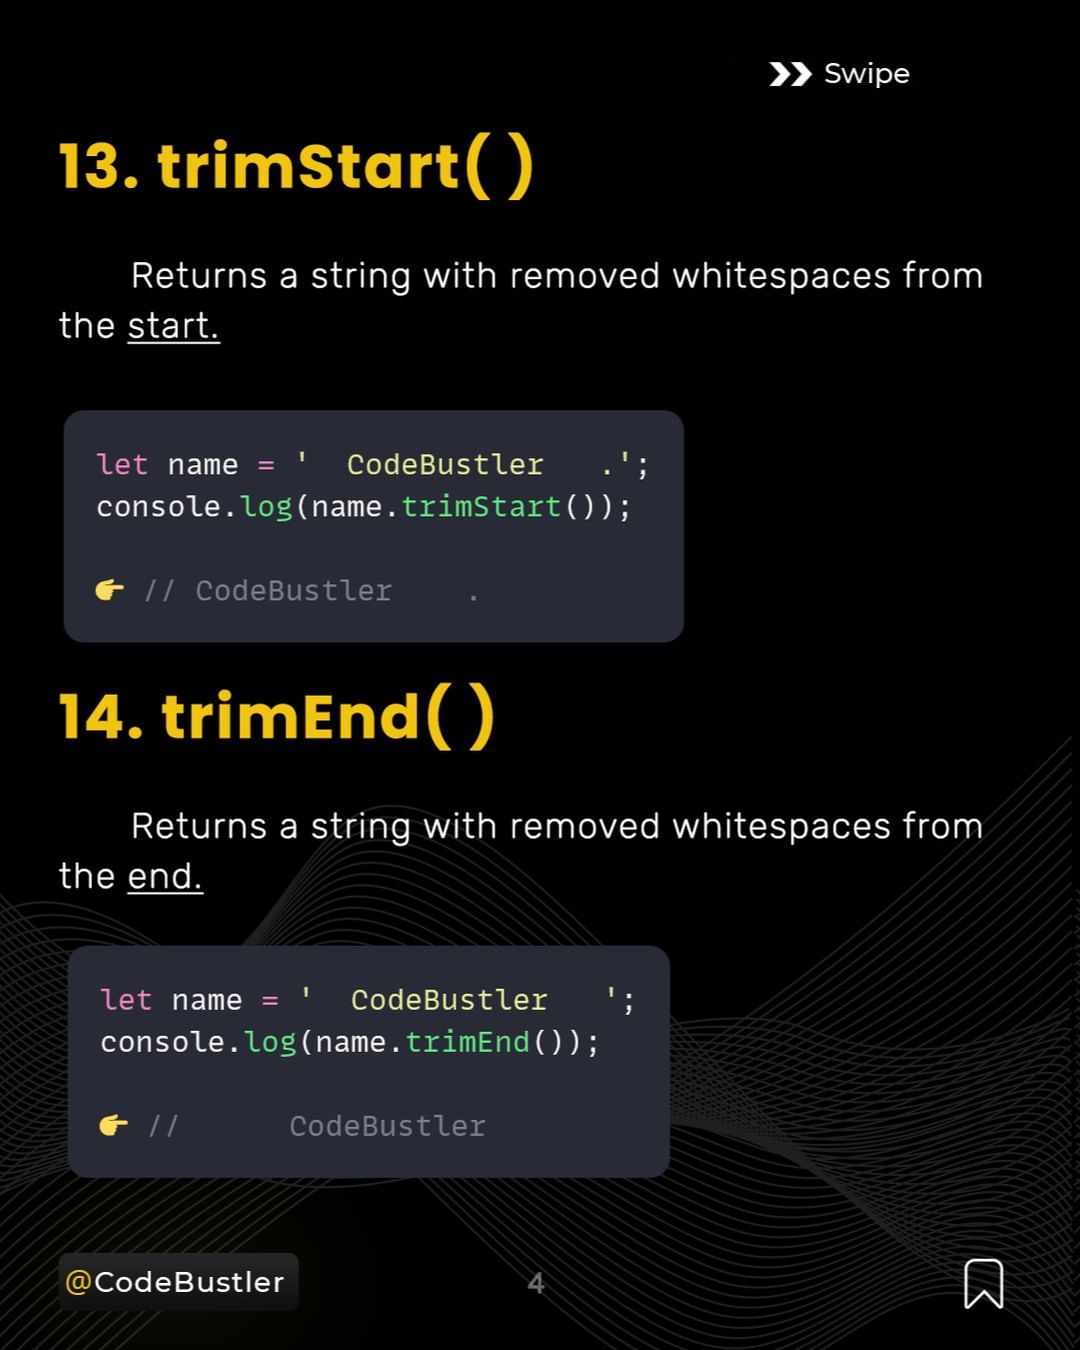 Swipe
13. trimStart( )
Returns a string with removed whitespaces from
the start.
let name = '  CodeBustler   .';
console.log(name.trimStart());
👉 // CodeBustler    .
14. trimEnd( )
Returns a string with removed whitespaces from
the end.
let name = '  CodeBustler   ';
console.log(name.trimEnd());
👉 //      CodeBustler
@CodeBustler
4